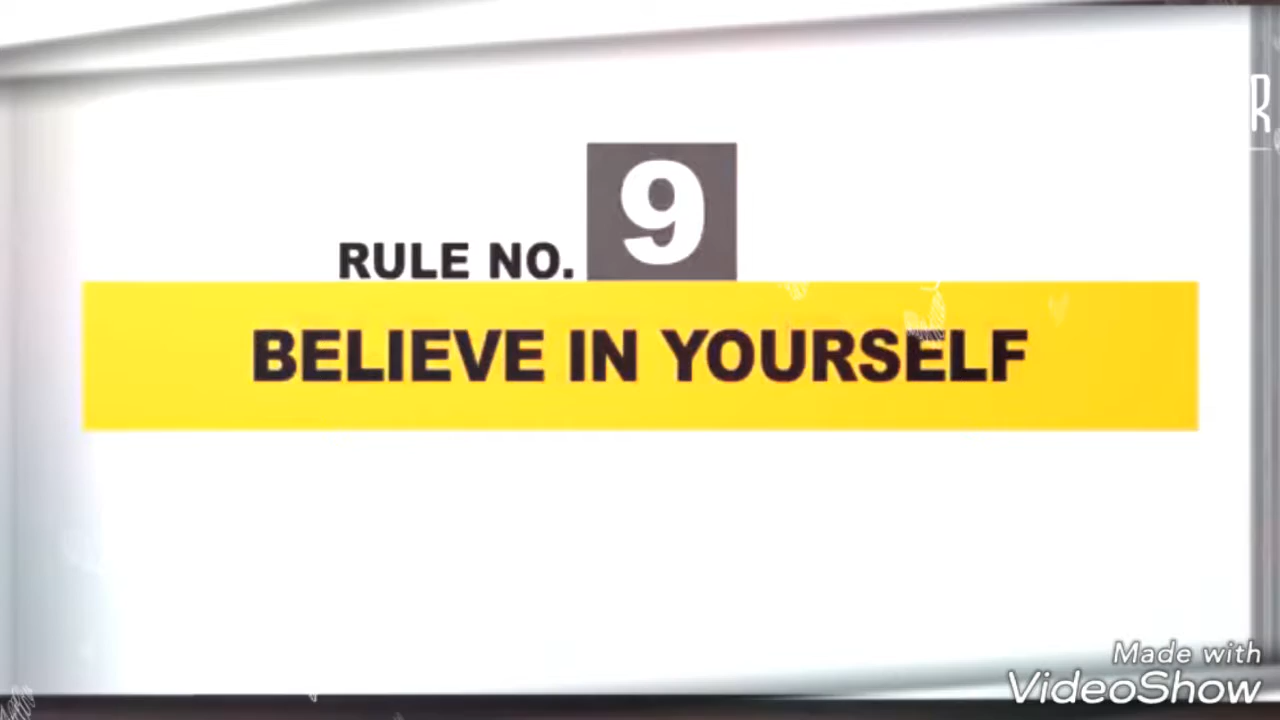 RULE NO. 9
BELIEVE IN YOURSELF
R
Made with
VideoShow